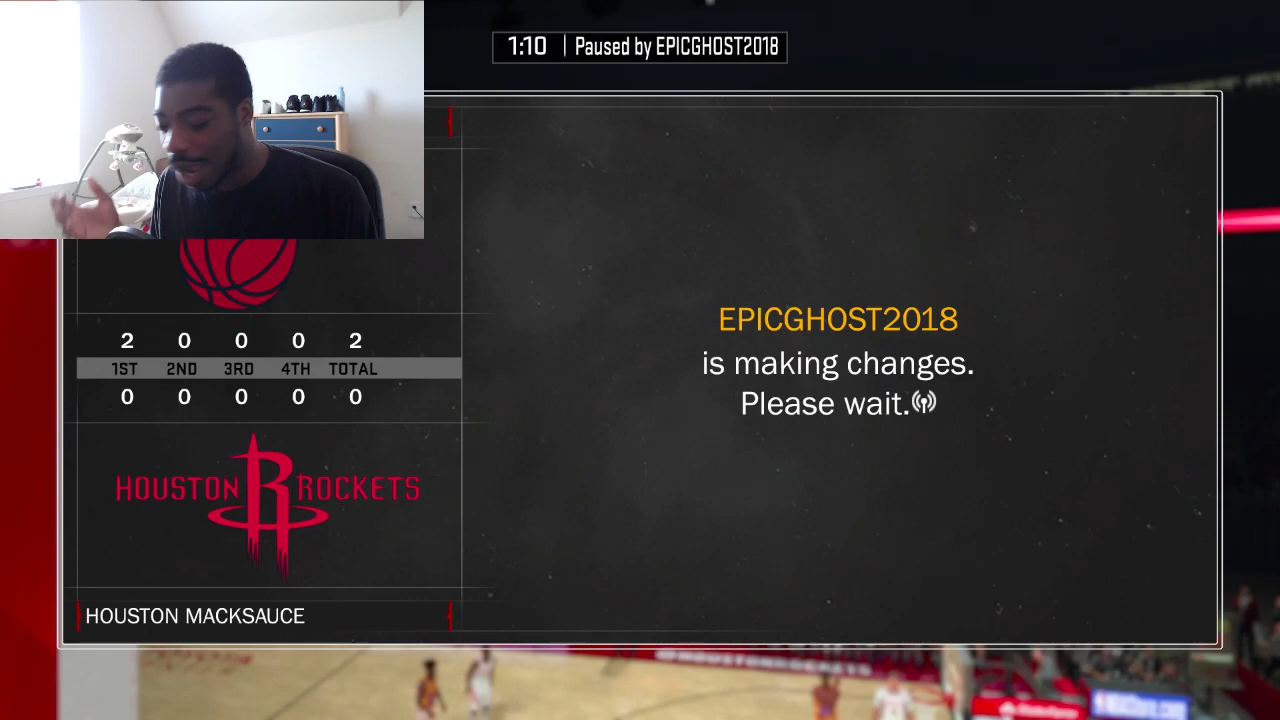 1:10 | Paused by EPICGHOST2018
2 0 0 0 2
1ST 2ND 3RD 4TH TOTAL
0 0 0 0 0
HOUSTON R ROCKETS
HOUSTON MACKSAUCE
EPICGHOST2018
is making changes.
Please wait.